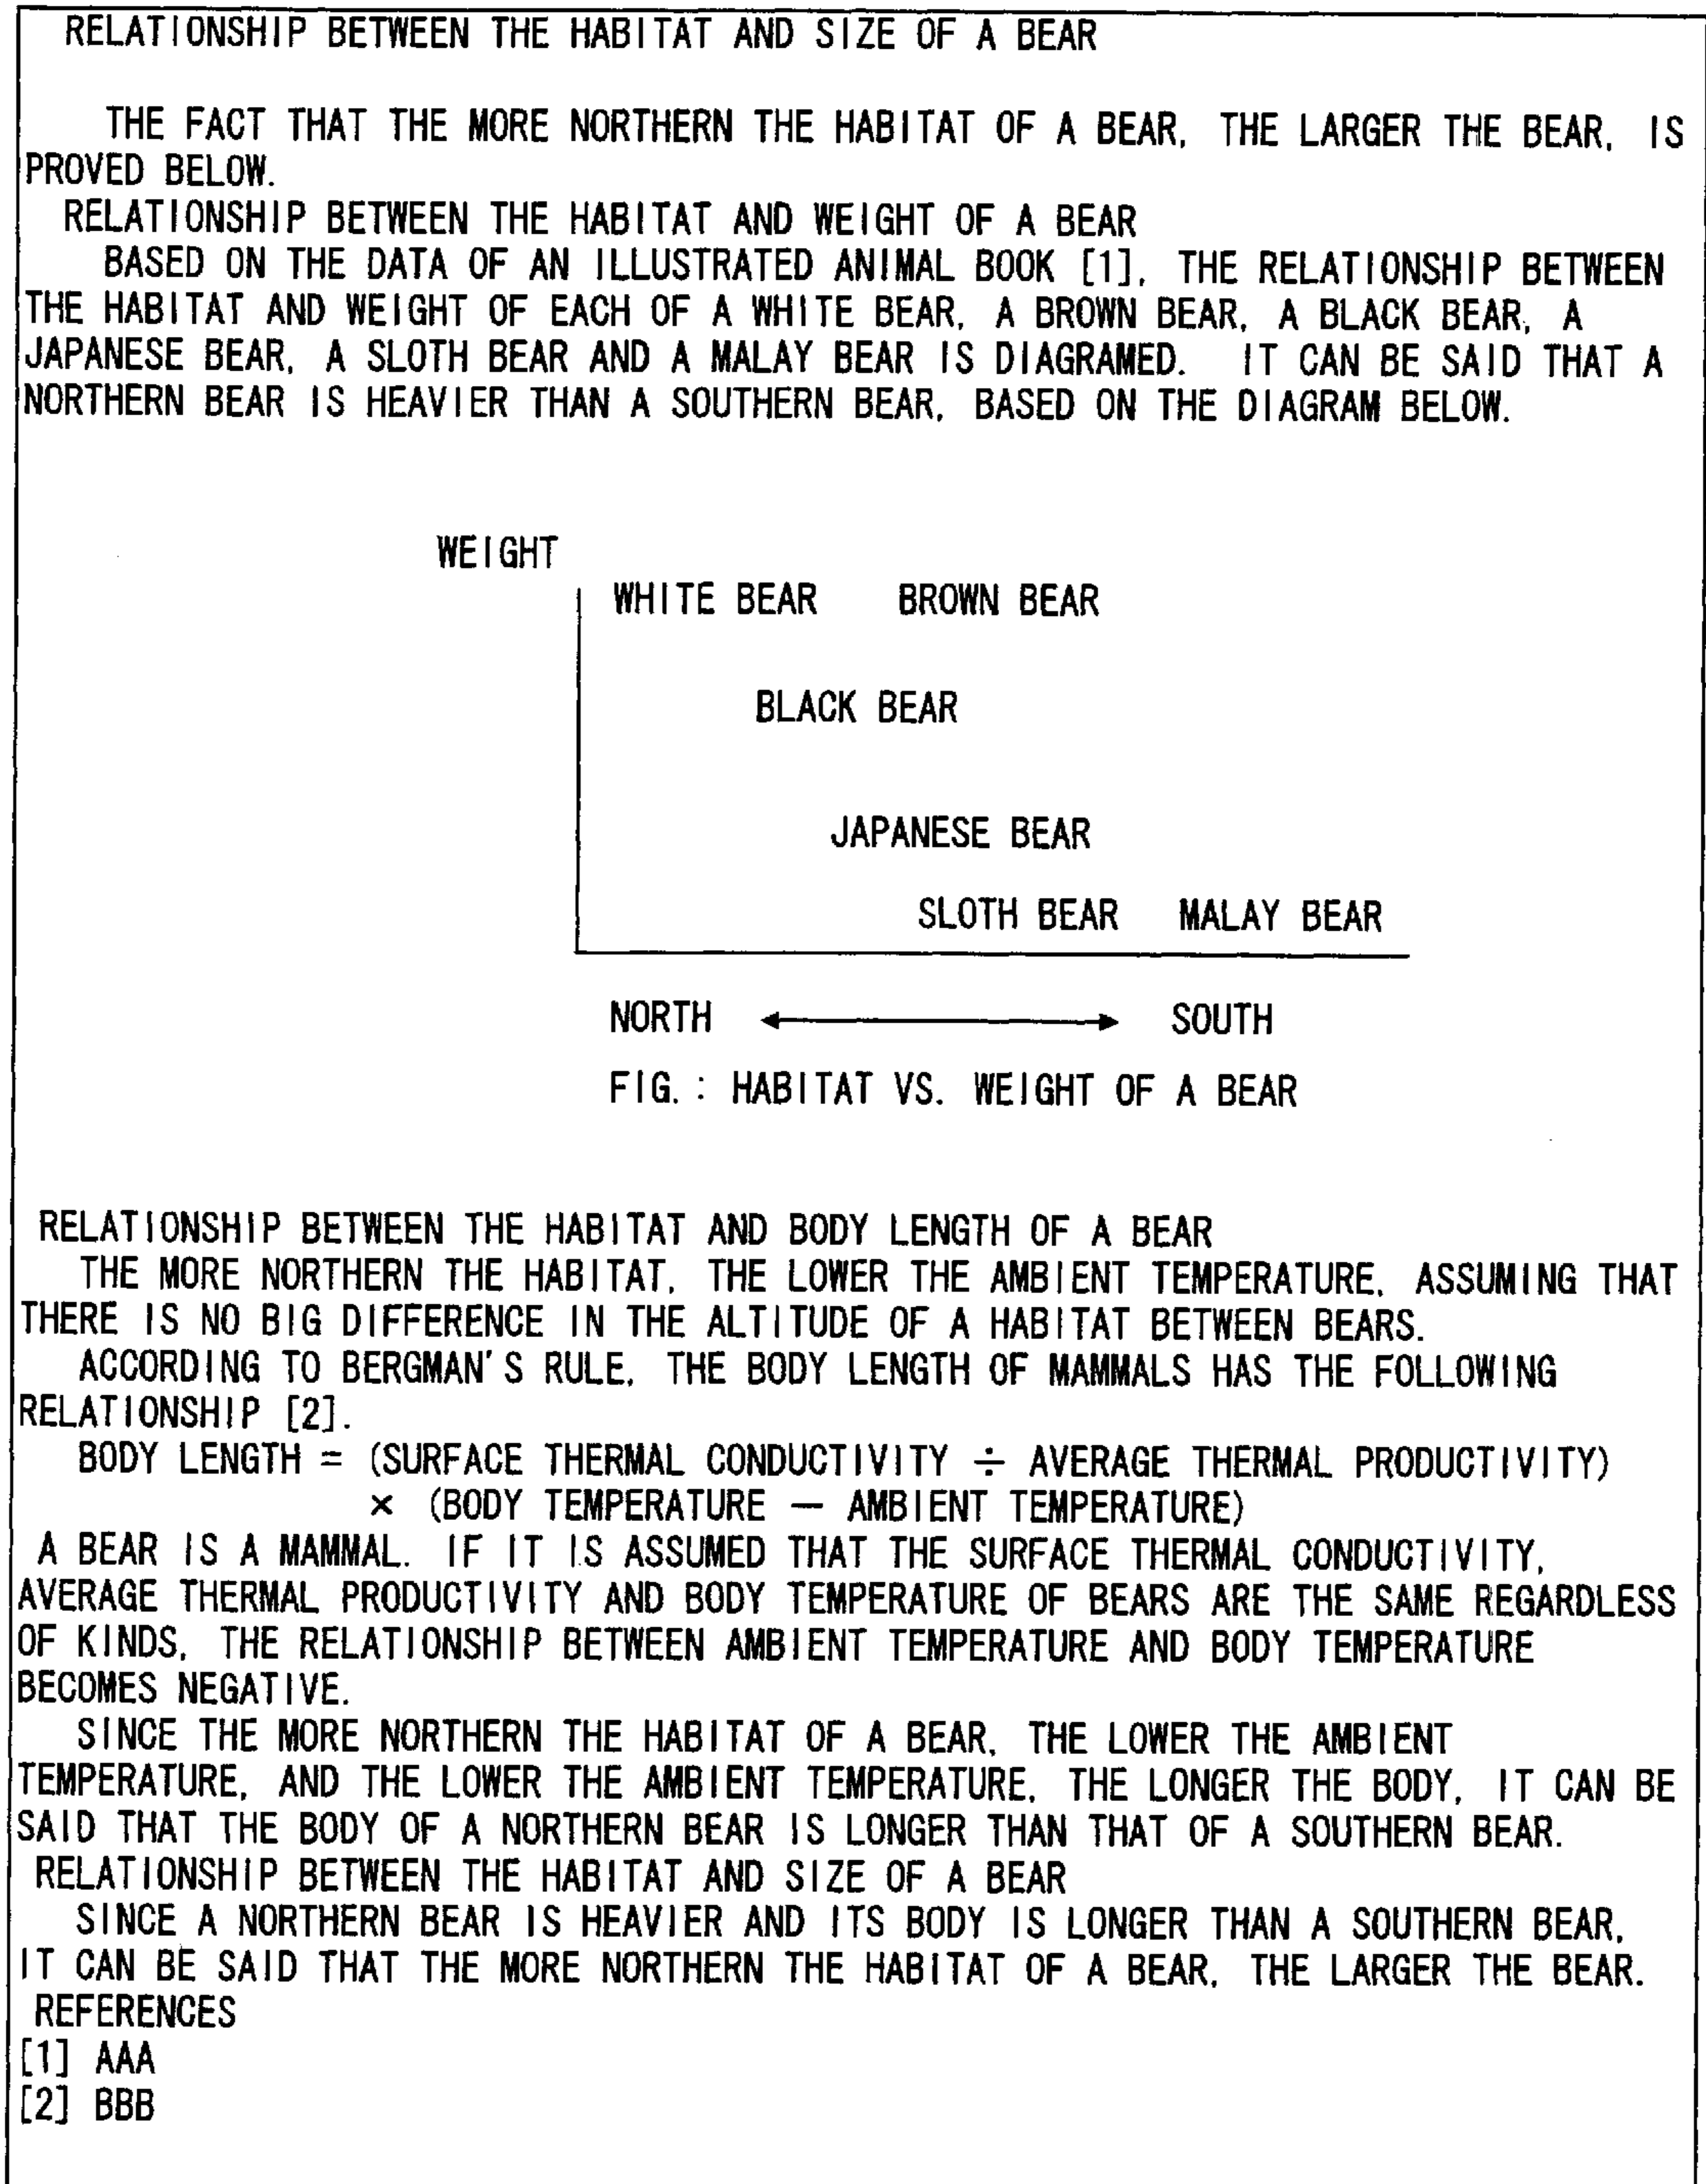 RELATIONSHIP BETWEEN THE HABITAT AND SIZE OF A BEAR
THE FACT THAT THE MORE NORTHERN THE HABITAT OF A BEAR, THE LARGER THE BEAR, IS
PROVED BELOW.
RELATIONSHIP BETWEEN THE HABITAT AND WEIGHT OF A BEAR
BASED ON THE DATA OF AN ILLUSTRATED ANIMAL BOOK [1], THE RELATIONSHIP BETWEEN
THE HABITAT AND WEIGHT OF EACH OF A WHITE BEAR, A BROWN BEAR, A BLACK BEAR, A
JAPANESE BEAR, A SLOTH BEAR AND A MALAY BEAR IS DIAGRAMED. IT CAN BE SAID THAT A
NORTHERN BEAR IS HEAVIER THAN A SOUTHERN BEAR, BASED ON THE DIAGRAM BELOW.
WEIGHT
WHITE BEAR BROWN BEAR
BLACK BEAR
JAPANESE BEAR
SLOTH BEAR MALAY BEAR
NORTH ↔ SOUTH
FIG.: HABITAT VS. WEIGHT OF A BEAR
RELATIONSHIP BETWEEN THE HABITAT AND BODY LENGTH OF A BEAR
THE MORE NORTHERN THE HABITAT, THE LOWER THE AMBIENT TEMPERATURE, ASSUMING THAT
THERE IS NO BIG DIFFERENCE IN THE ALTITUDE OF A HABITAT BETWEEN BEARS.
ACCORDING TO BERGMAN'S RULE, THE BODY LENGTH OF MAMMALS HAS THE FOLLOWING
RELATIONSHIP [2].
BODY LENGTH = (SURFACE THERMAL CONDUCTIVITY ÷ AVERAGE THERMAL PRODUCTIVITY)
× (BODY TEMPERATURE — AMBIENT TEMPERATURE)
A BEAR IS A MAMMAL. IF IT IS ASSUMED THAT THE SURFACE THERMAL CONDUCTIVITY,
AVERAGE THERMAL PRODUCTIVITY AND BODY TEMPERATURE OF BEARS ARE THE SAME REGARDLESS
OF KINDS, THE RELATIONSHIP BETWEEN AMBIENT TEMPERATURE AND BODY TEMPERATURE
BECOMES NEGATIVE.
SINCE THE MORE NORTHERN THE HABITAT OF A BEAR, THE LOWER THE AMBIENT
TEMPERATURE, AND THE LOWER THE AMBIENT TEMPERATURE, THE LONGER THE BODY, IT CAN BE
SAID THAT THE BODY OF A NORTHERN BEAR IS LONGER THAN THAT OF A SOUTHERN BEAR.
RELATIONSHIP BETWEEN THE HABITAT AND SIZE OF A BEAR
SINCE A NORTHERN BEAR IS HEAVIER AND ITS BODY IS LONGER THAN A SOUTHERN BEAR,
IT CAN BE SAID THAT THE MORE NORTHERN THE HABITAT OF A BEAR, THE LARGER THE BEAR.
REFERENCES
[1] AAA
[2] BBB